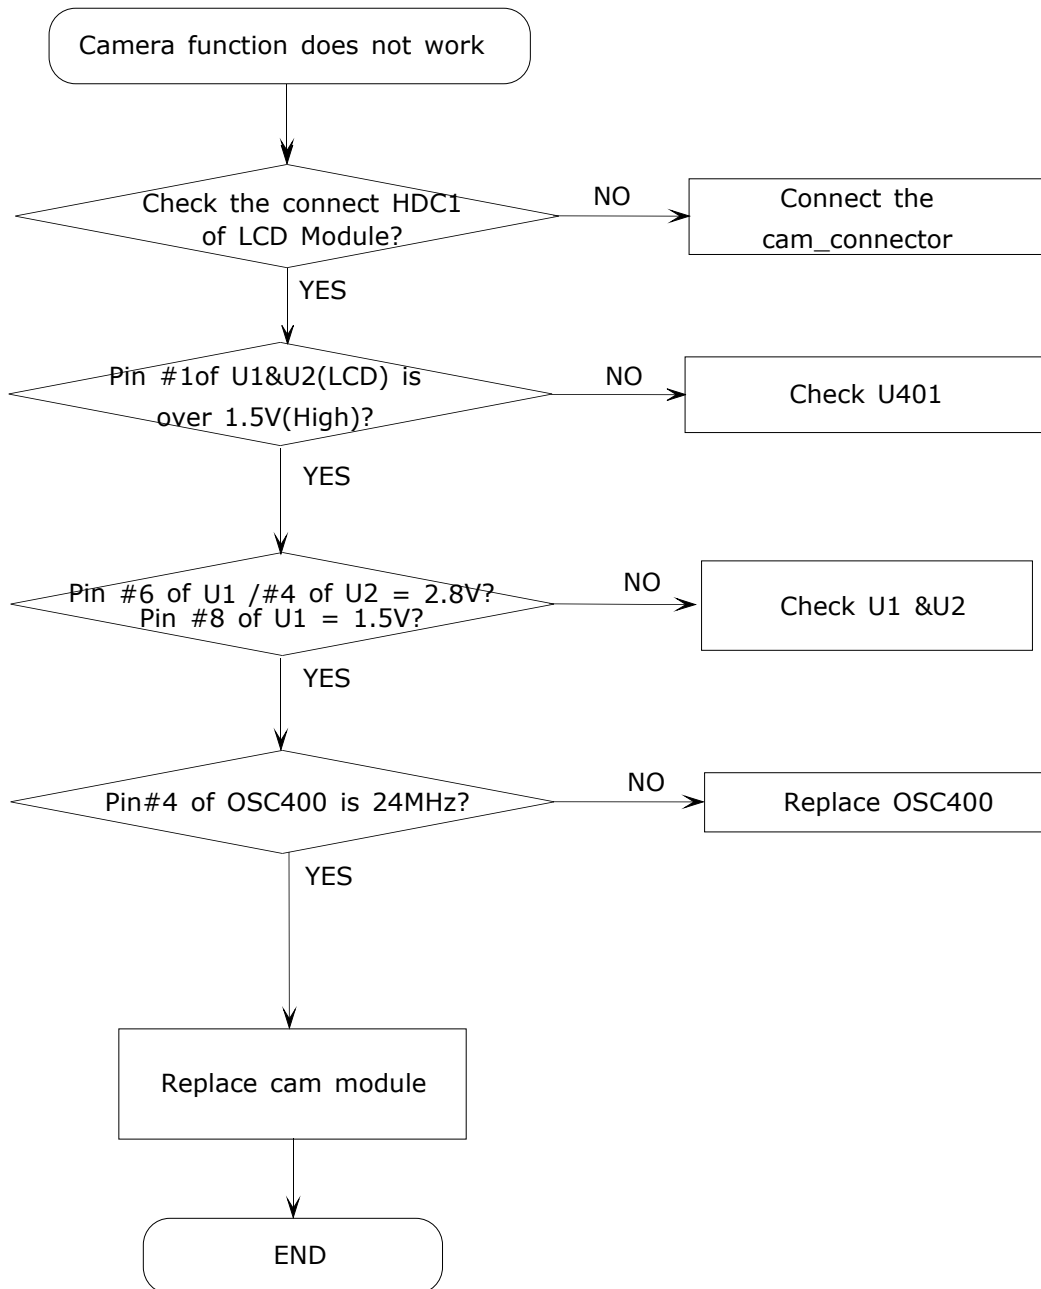 Camera function does not work
Check the connect HDC1
of LCD Module?
NO
Connect the
cam_connector
YES
Pin #1of U1&U2(LCD) is
over 1.5V(High)?
NO
Check U401
YES
Pin #6 of U1 /#4 of U2 = 2.8V?
Pin #8 of U1 = 1.5V?
NO
Check U1 &U2
YES
Pin#4 of OSC400 is 24MHz?
NO
Replace OSC400
YES
Replace cam module
END